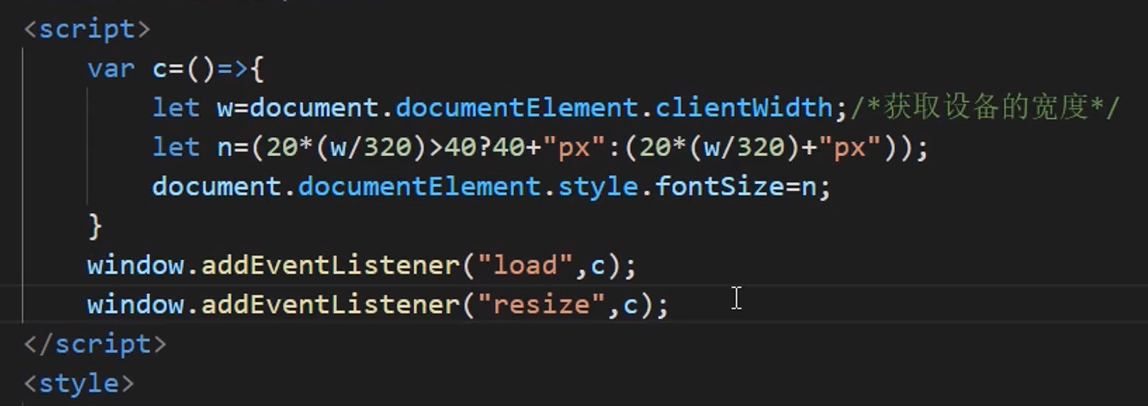 <script>
var c=()=>{
let w=document.documentElement.clientWidth;/*获取设备的宽度*/
let n=(20*(w/320)>40?40+"px":(20*(w/320)+"px"));
document.documentElement.style.fontSize=n;
}
window.addEventListener("load",c);
window.addEventListener("resize",c);
</script>
<style>